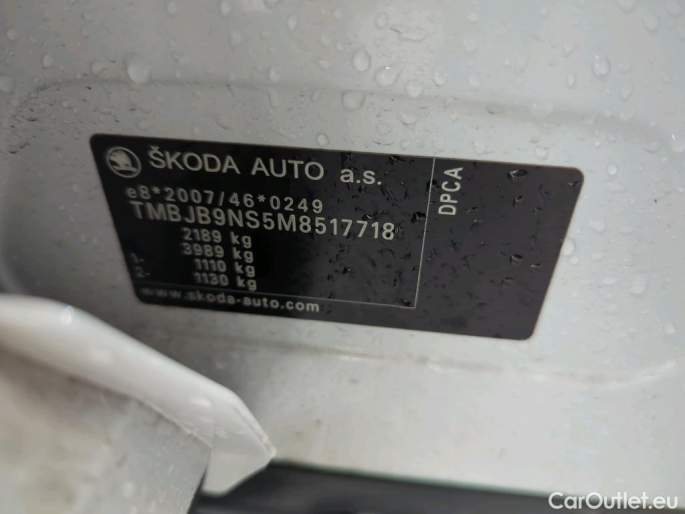 ŠKODA AUTO a.s.
e8*2007/46*0249
TMBJB9NS5M8517718
2189 kg
3989 kg
1. 1110 kg
2. 1130 kg
www.skoda-auto.com
DPCA
CarOutlet.eu